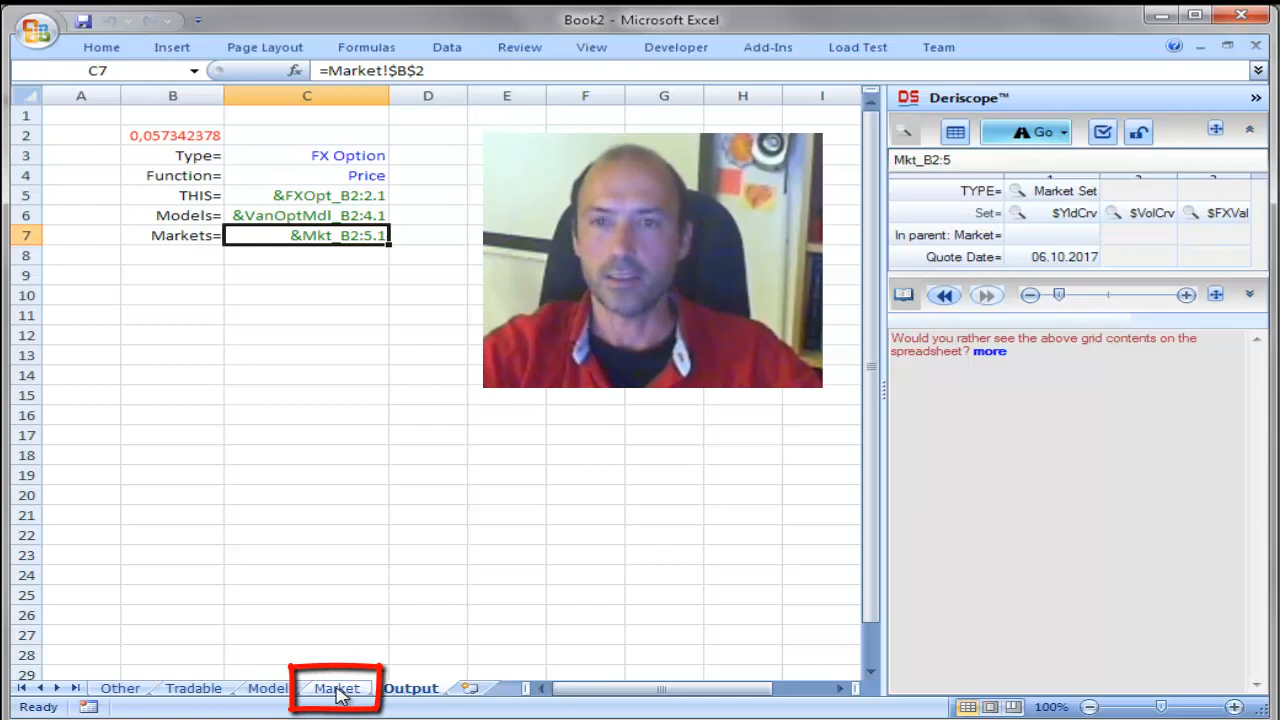 Book2 - Microsoft Excel
Home Insert Page Layout Formulas Data Review View Developer Add-Ins Load Test Team
C7 fx =Market!$B$2
A B C D E F G H I
1
2 0,057342378
3 Type= FX Option
4 Function= Price
5 THIS= &FXOpt_B2:2.1
6 Models= &VanOptMdl_B2:4.1
7 Markets= &Mkt_B2:5.1
8
9
10
11
12
13
14
15
16
17
18
19
20
21
22
23
24
25
26
27
28
29
Other Tradable Model Market Output
Ready 100%
DS Deriscope™
Go
Mkt_B2:5
TYPE= Market Set
Set= $YldCrv $VolCrv $FXVal
In parent: Market=
Quote Date= 06.10.2017
Would you rather see the above grid contents on the
spreadsheet? more